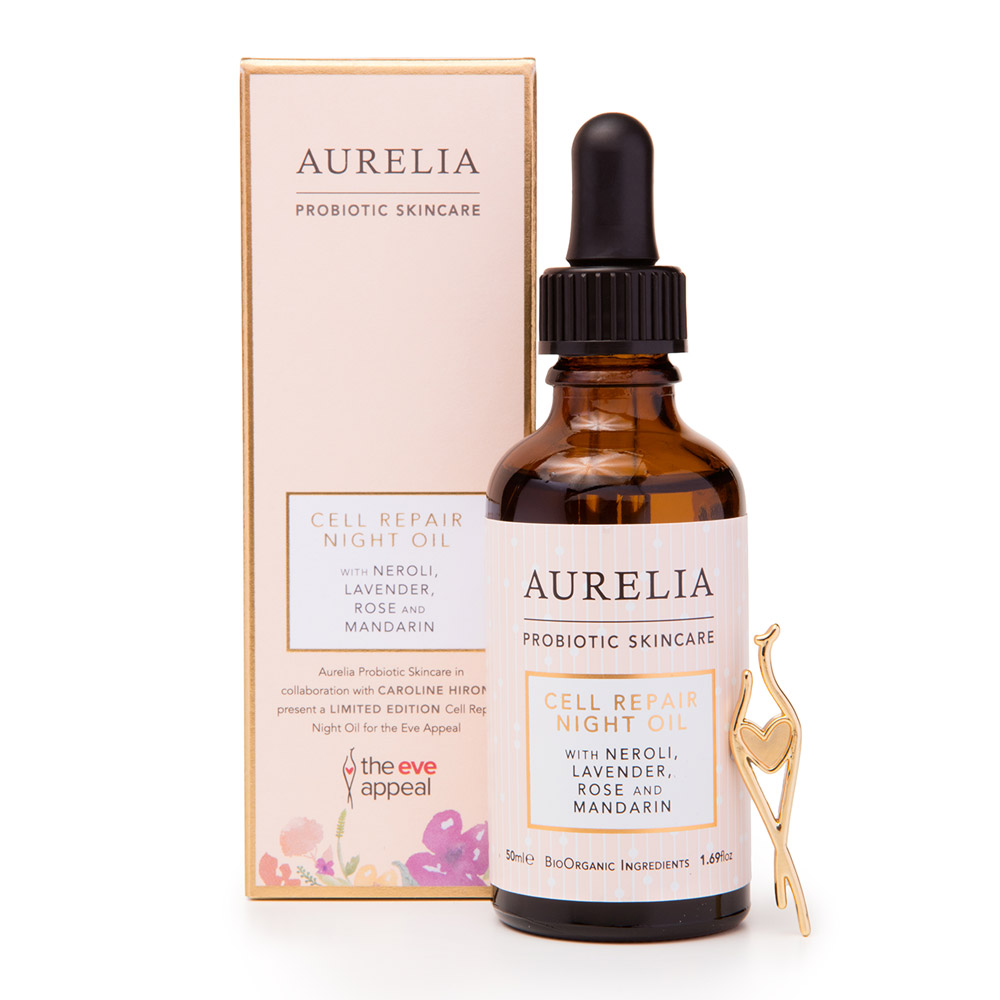 AURELIA
PROBIOTIC SKINCARE
CELL REPAIR
NIGHT OIL
WITH NEROLI,
LAVENDER,
ROSE AND
MANDARIN
Aurelia Probiotic Skincare in
collaboration with CAROLINE HIRON
present a LIMITED EDITION Cell Rep
Night Oil for the Eve Appeal
the eve
appeal
AURELIA
PROBIOTIC SKINCARE
CELL REPAIR
NIGHT OIL
WITH NEROLI,
LAVENDER,
ROSE AND
MANDARIN
50ml℮ BIOORGANIC INGREDIENTS 1.69floz